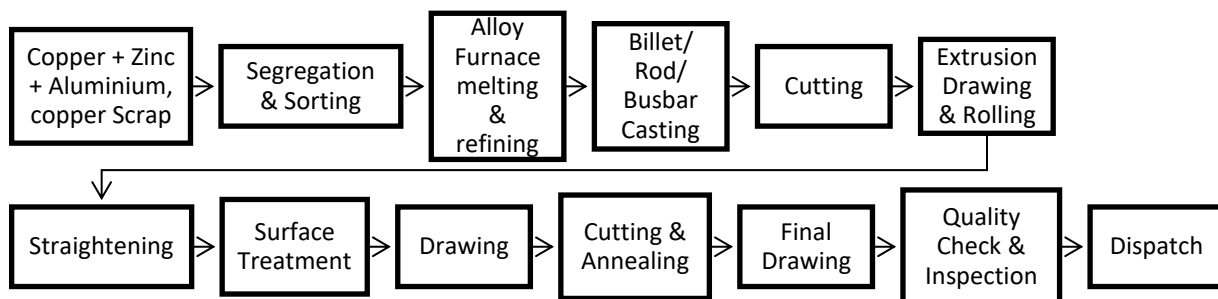 Copper + Zinc
+ Aluminium,
copper Scrap
Segregation
& Sorting
Alloy
Furnace
melting
&
refining
Billet/
Rod/
Busbar
Casting
Cutting
Extrusion
Drawing
& Rolling
Straightening
Surface
Treatment
Drawing
Cutting &
Annealing
Final
Drawing
Quality
Check &
Inspection
Dispatch